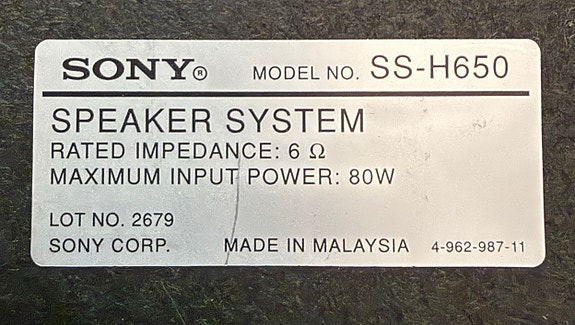 SONY® MODEL NO. SS-H650
SPEAKER SYSTEM
RATED IMPEDANCE: 6 Ω
MAXIMUM INPUT POWER: 80W
LOT NO. 2679
SONY CORP. MADE IN MALAYSIA 4-962-987-11